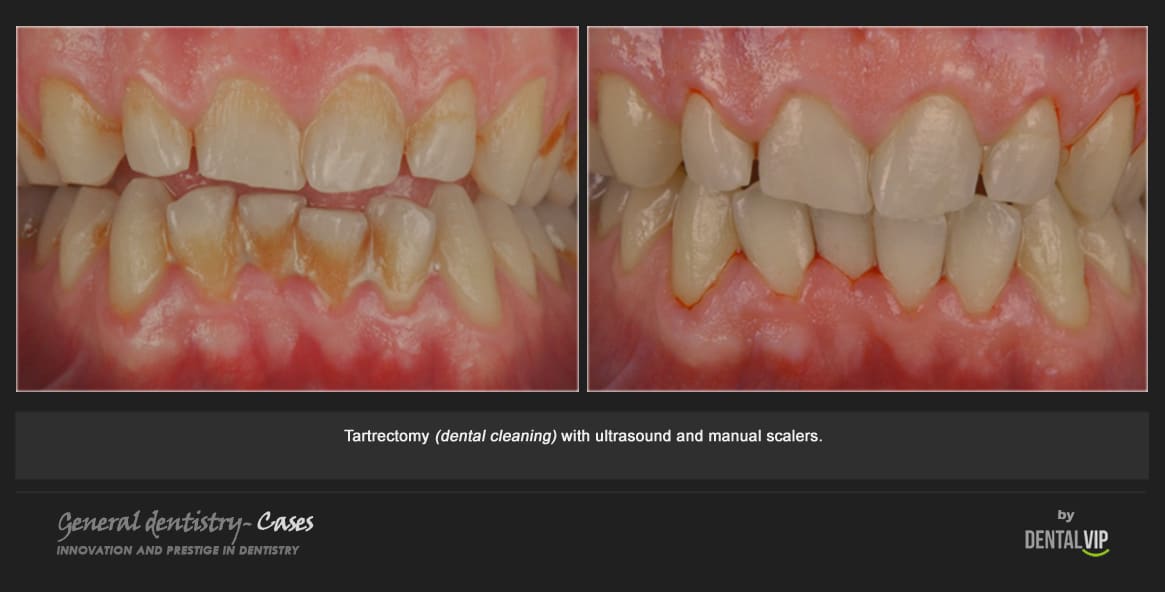 Tartrectomy (dental cleaning) with ultrasound and manual scalers.
General dentistry- Cases
INNOVATION AND PRESTIGE IN DENTISTRY
by
DENTALVIP